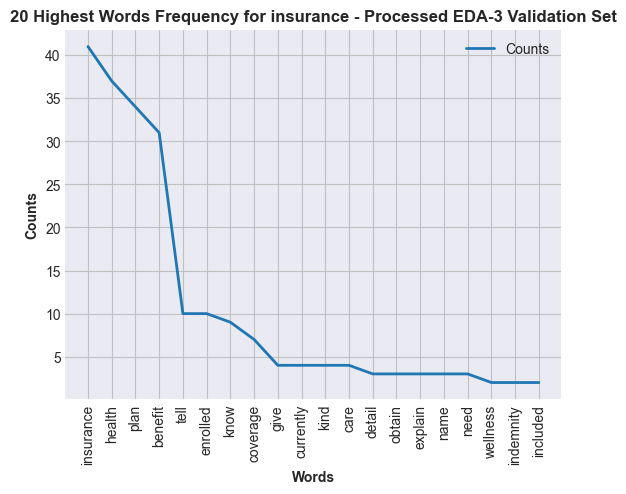 20 Highest Words Frequency for insurance - Processed EDA-3 Validation Set
Counts
40
35
30
25
20
15
10
5
Counts
insurance
health
plan
benefit
tell
enrolled
know
coverage
give
currently
kind
care
detail
obtain
explain
name
need
wellness
indemnity
included
Words